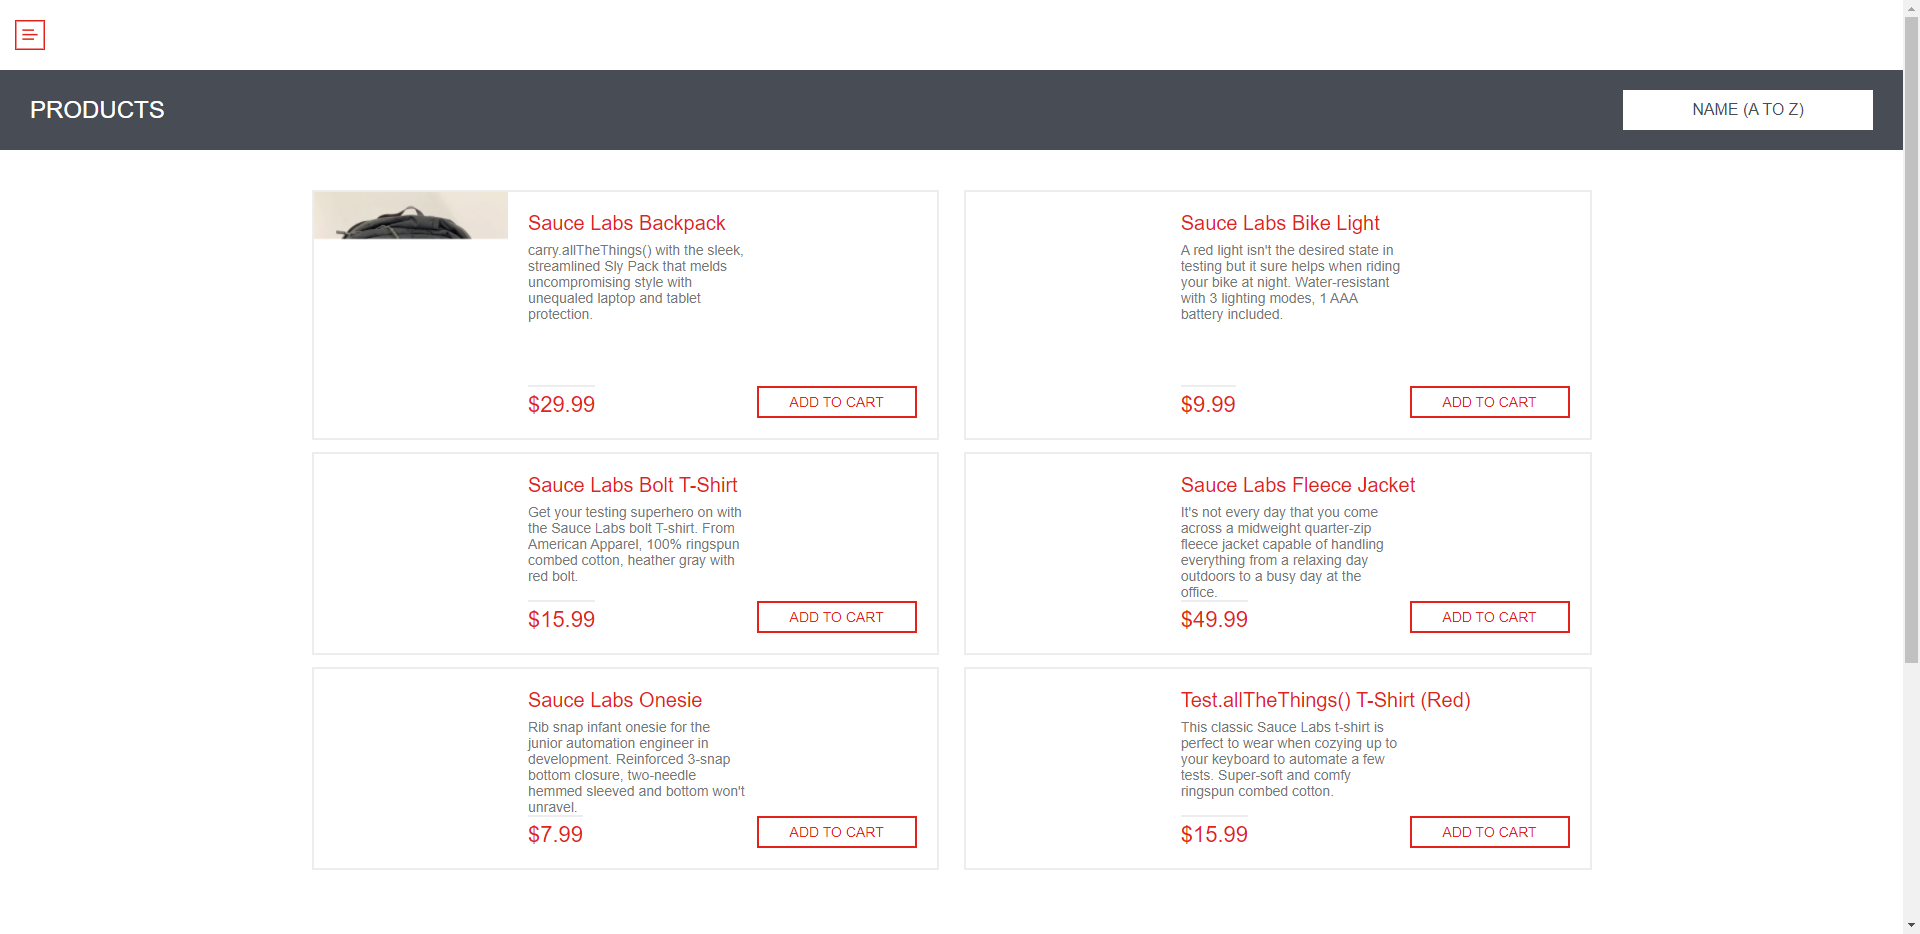 PRODUCTS
NAME (A TO Z)
Sauce Labs Backpack
carry.allTheThings() with the sleek,
streamlined Sly Pack that melds
uncompromising style with
unequaled laptop and tablet
protection.
$29.99
ADD TO CART
Sauce Labs Bike Light
A red light isn't the desired state in
testing but it sure helps when riding
your bike at night. Water-resistant
with 3 lighting modes, 1 AAA
battery included.
$9.99
ADD TO CART
Sauce Labs Bolt T-Shirt
Get your testing superhero on with
the Sauce Labs bolt T-shirt. From
American Apparel, 100% ringspun
combed cotton, heather gray with
red bolt.
$15.99
ADD TO CART
Sauce Labs Fleece Jacket
It's not every day that you come
across a midweight quarter-zip
fleece jacket capable of handling
everything from a relaxing day
outdoors to a busy day at the
office.
$49.99
ADD TO CART
Sauce Labs Onesie
Rib snap infant onesie for the
junior automation engineer in
development. Reinforced 3-snap
bottom closure, two-needle
hemmed sleeved and bottom won't
unravel.
$7.99
ADD TO CART
Test.allTheThings() T-Shirt (Red)
This classic Sauce Labs t-shirt is
perfect to wear when cozying up to
your keyboard to automate a few
tests. Super-soft and comfy
ringspun combed cotton.
$15.99
ADD TO CART